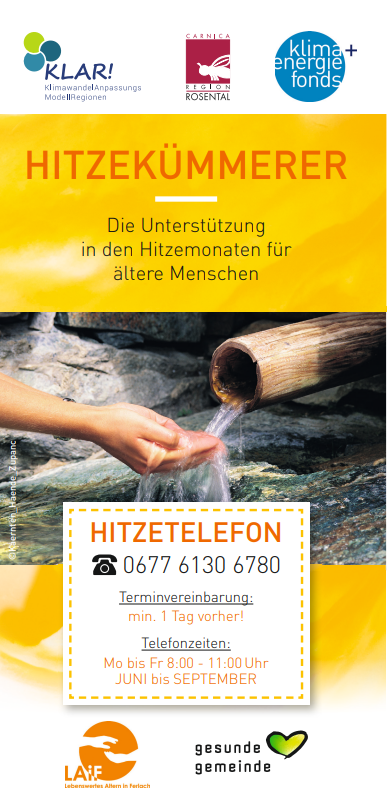 KLAR!
KlimawandelAnpassungs
ModellRegionen
CARNICA
REGION
ROSENTAL
klima+
energie
fonds
HITZEKÜMMERER
Die Unterstützung
in den Hitzemonaten für
ältere Menschen
©Kaernten_Haende_Zupanc
HITZETELEFON
☎ 0677 6130 6780
Terminvereinbarung:
min. 1 Tag vorher!
Telefonzeiten:
Mo bis Fr 8:00 - 11:00 Uhr
JUNI bis SEPTEMBER
LAiF
Lebenswertes Altern in Ferlach
gesunde
gemeinde